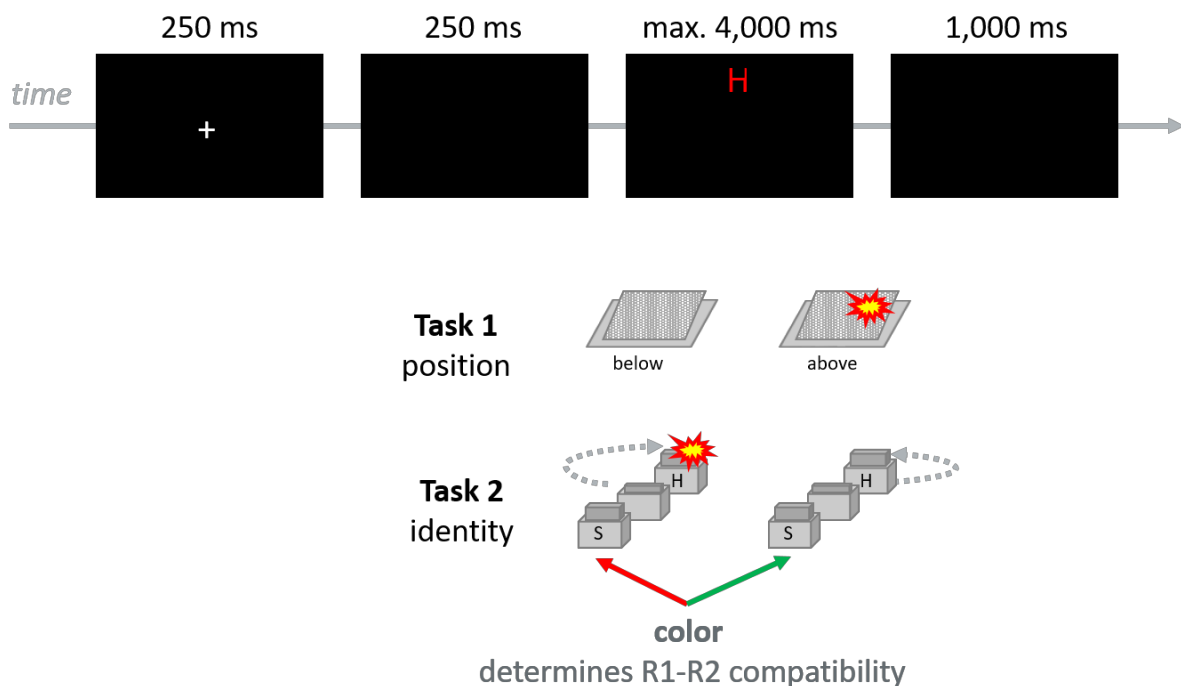 250 ms
250 ms
max. 4,000 ms
1,000 ms
time
+
H
Task 1
position
below
above
Task 2
identity
H
S
H
S
color
determines R1-R2 compatibility